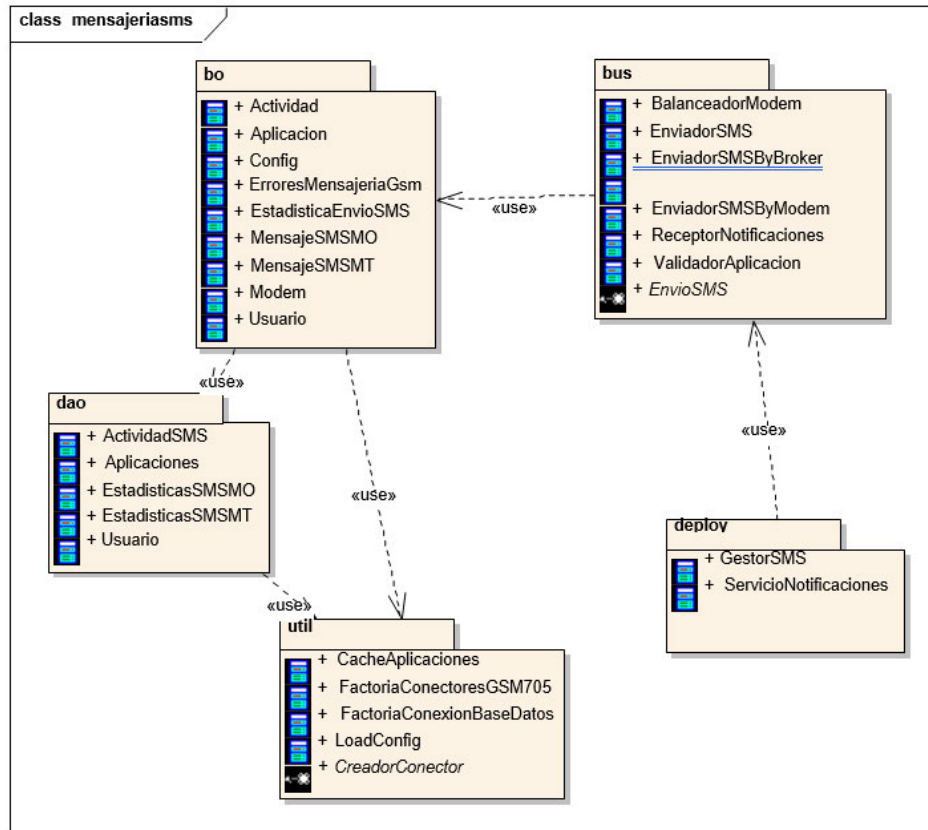 class mensajeriasms
bo
+ Actividad
+ Aplicacion
+ Config
+ ErroresMensajeriaGsm
+ EstadisticaEnvioSMS
+ MensajeSMSMO
+ MensajeSMSMT
+ Modem
+ Usuario
bus
+ BalanceadorModem
+ EnviadorSMS
+ EnviadorSMSByBroker
+ EnviadorSMSByModem
+ ReceptorNotificaciones
+ ValidadorAplicacion
+ EnvioSMS
«use»
«use»
dao
+ ActividadSMS
+ Aplicaciones
+ EstadisticasSMSMO
+ EstadisticasSMSMT
+ Usuario
«use»
«use»
deploy
+ GestorSMS
+ ServicioNotificaciones
«use»
util
+ CacheAplicaciones
+ FactoriaConectoresGSM705
+ FactoriaConexionBaseDatos
+ LoadConfig
+ CreadorConector